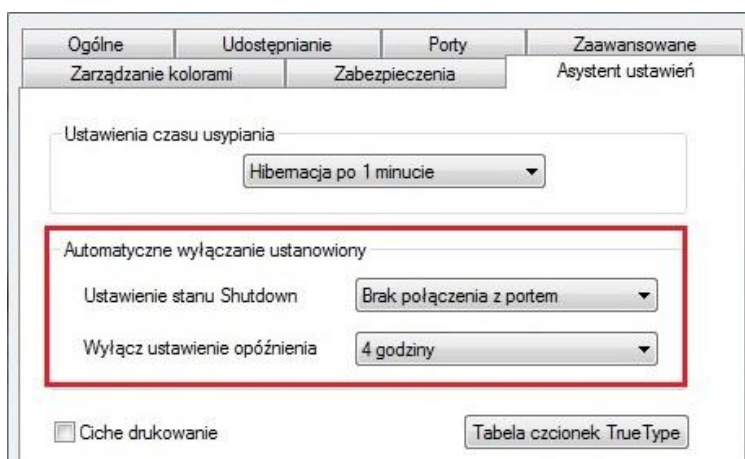 Ogólne Udostępnianie Porty Zaawansowane
Zarządzanie kolorami Zabezpieczenia Asystent ustawień
Ustawienia czasu usypiania
Hibernacja po 1 minucie
Automatyczne wyłączanie ustanowiony
Ustawienie stanu Shutdown Brak połączenia z portem
Wyłącz ustawienie opóźnienia 4 godziny
Ciche drukowanie Tabela czcionek TrueType